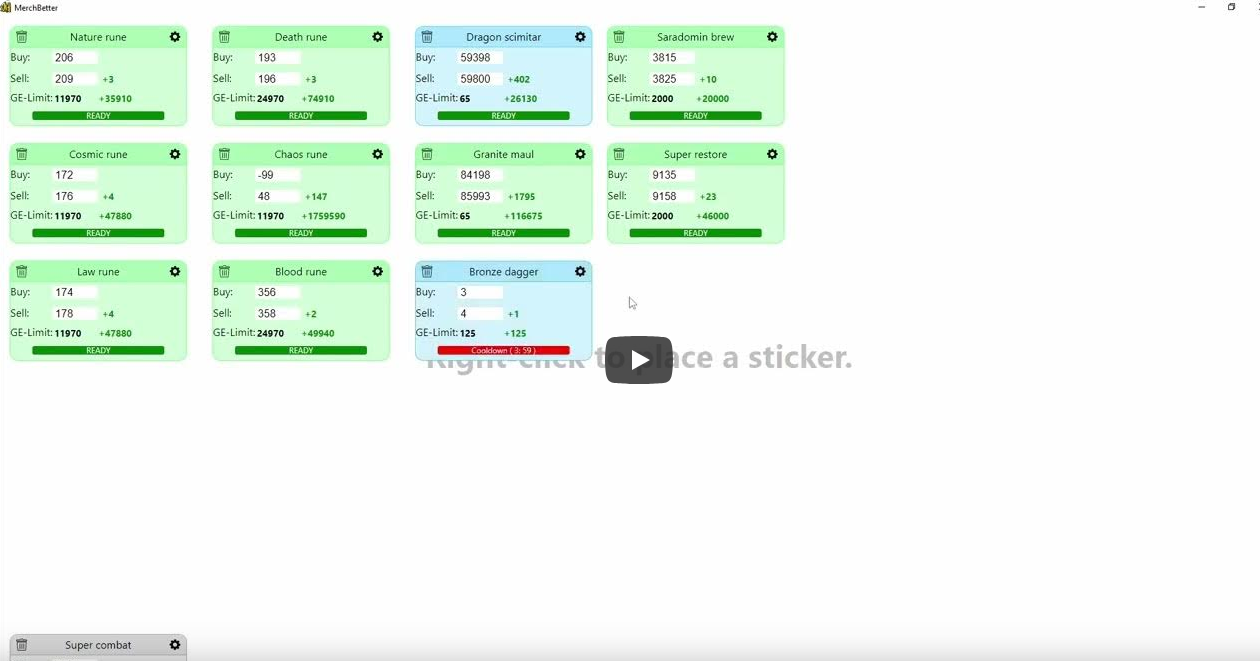 MerchBetter
Nature rune
Buy: 206
Sell: 209 +3
GE-Limit: 11970 +35910
READY
Death rune
Buy: 193
Sell: 196 +3
GE-Limit: 24970 +74910
READY
Dragon scimitar
Buy: 59398
Sell: 59800 +402
GE-Limit: 65 +26130
READY
Saradomin brew
Buy: 3815
Sell: 3825 +10
GE-Limit: 2000 +20000
READY
Cosmic rune
Buy: 172
Sell: 176 +4
GE-Limit: 11970 +47880
READY
Chaos rune
Buy: -99
Sell: 48 +147
GE-Limit: 11970 +1759590
READY
Granite maul
Buy: 84198
Sell: 85993 +1795
GE-Limit: 65 +116675
READY
Super restore
Buy: 9135
Sell: 9158 +23
GE-Limit: 2000 +46000
READY
Law rune
Buy: 174
Sell: 178 +4
GE-Limit: 11970 +47880
READY
Blood rune
Buy: 356
Sell: 358 +2
GE-Limit: 24970 +49940
READY
Bronze dagger
Buy: 3
Sell: 4 +1
GE-Limit: 125 +125
Cooldown ( 3: 59 )
Right-click to place a sticker.
Super combat